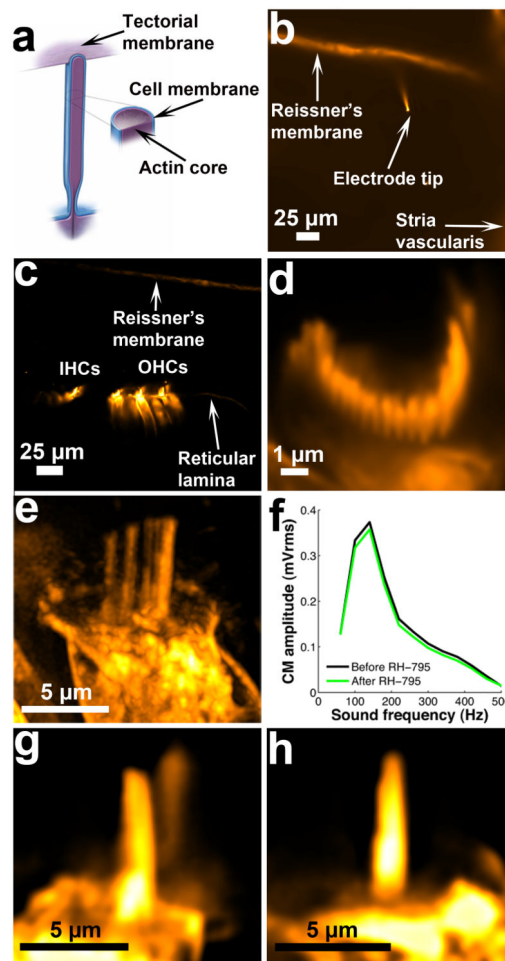 a
Tectorial
membrane
Cell membrane
Actin core
b
Reissner's
membrane
Electrode tip
25 µm
Stria
vascularis
c
Reissner's
membrane
IHCs
OHCs
25 µm
Reticular
lamina
d
1 µm
e
5 µm
f
CM amplitude (mVrms)
0.4
0.3
0.2
0.1
0
Before RH-795
After RH-795
0 100 200 300 400 50
Sound frequency (Hz)
g
5 µm
h
5 µm